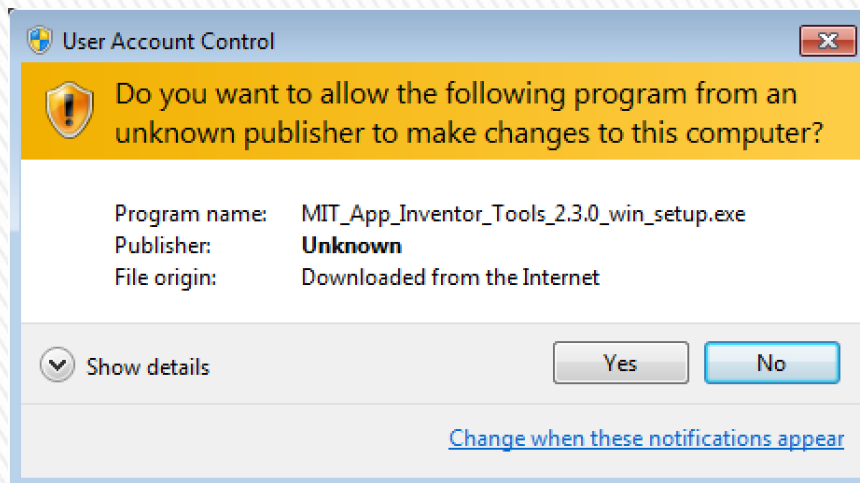 User Account Control
Do you want to allow the following program from an
unknown publisher to make changes to this computer?
Program name: MIT_App_Inventor_Tools_2.3.0_win_setup.exe
Publisher: Unknown
File origin: Downloaded from the Internet
Show details
Yes
No
Change when these notifications appear